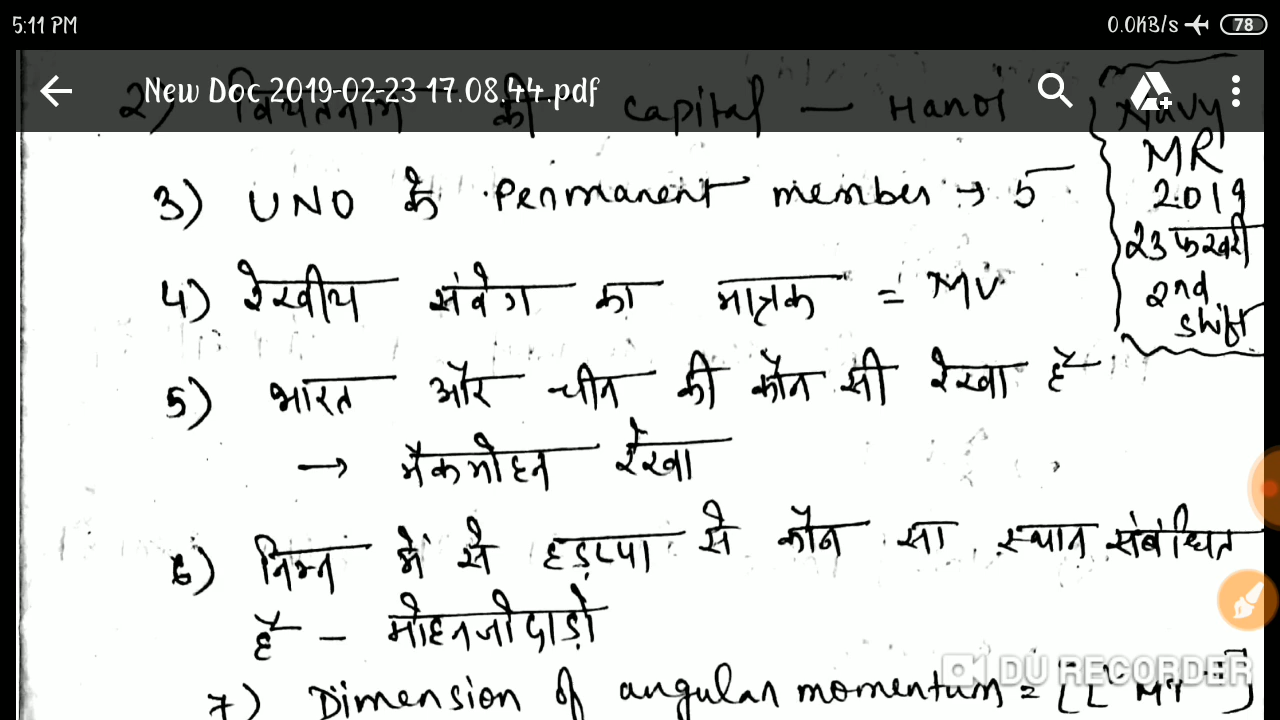 5:11 PM
0.0KB/s 78
New Doc 2019-02-23 17.08.44.pdf
2) वियतनाम की capital — Hanoi
Navy
MR
2019
23 फरवरी
2nd
shift
3) UNO के Permanent member → 5
4) रेखीय संवेग का मात्रक = MV
5) भारत और चीन की कौन सी रेखा है
→ मैकमोहन रेखा
6) निम्न में से हड़प्पा से कौन सा स्थान संबंधित
है — मोहनजोदाड़ो
DU RECORDER
7) Dimension of angular momentum =